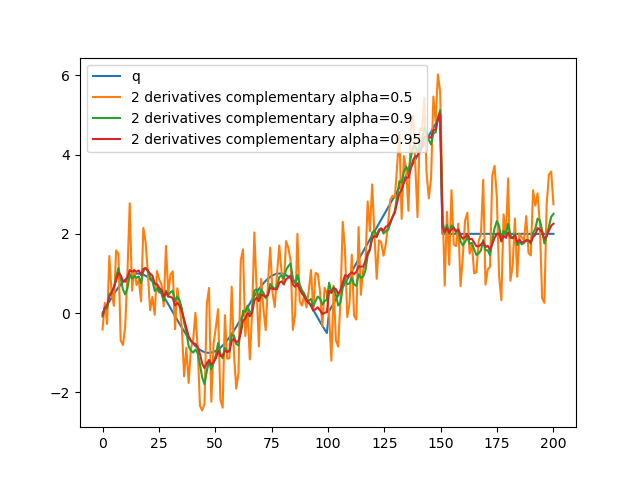 q
2 derivatives complementary alpha=0.5
2 derivatives complementary alpha=0.9
2 derivatives complementary alpha=0.95
6
4
2
0
−2
0 25 50 75 100 125 150 175 200